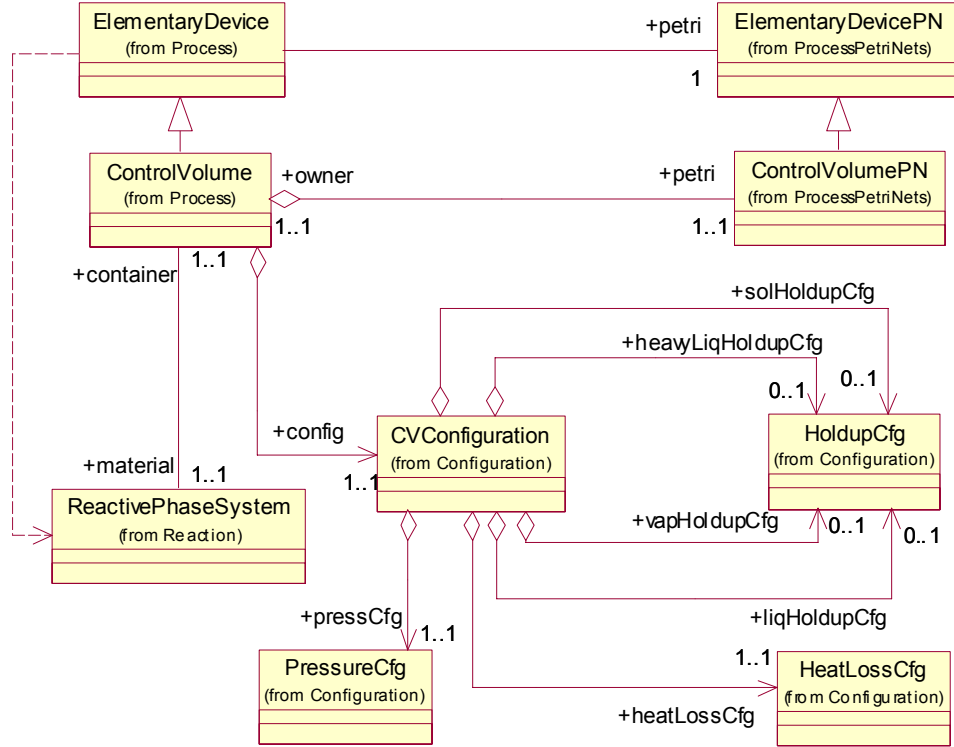 ElementaryDevice
(from Process)
+petri
1
ElementaryDevicePN
(from ProcessPetriNets)
ControlVolume
(from Process)
+owner
1..1
+petri
1..1
ControlVolumePN
(from ProcessPetriNets)
1..1
+container
+solHoldupCfg
+heavyLiqHoldupCfg
0..1
0..1
+config
1..1
CVConfiguration
(from Configuration)
HoldupCfg
(from Configuration)
+material
1..1
ReactivePhaseSystem
(from Reaction)
+vapHoldupCfg
0..1
0..1
+pressCfg
1..1
+liqHoldupCfg
1..1
PressureCfg
(from Configuration)
HeatLossCfg
(from Configuration)
+heatLossCfg